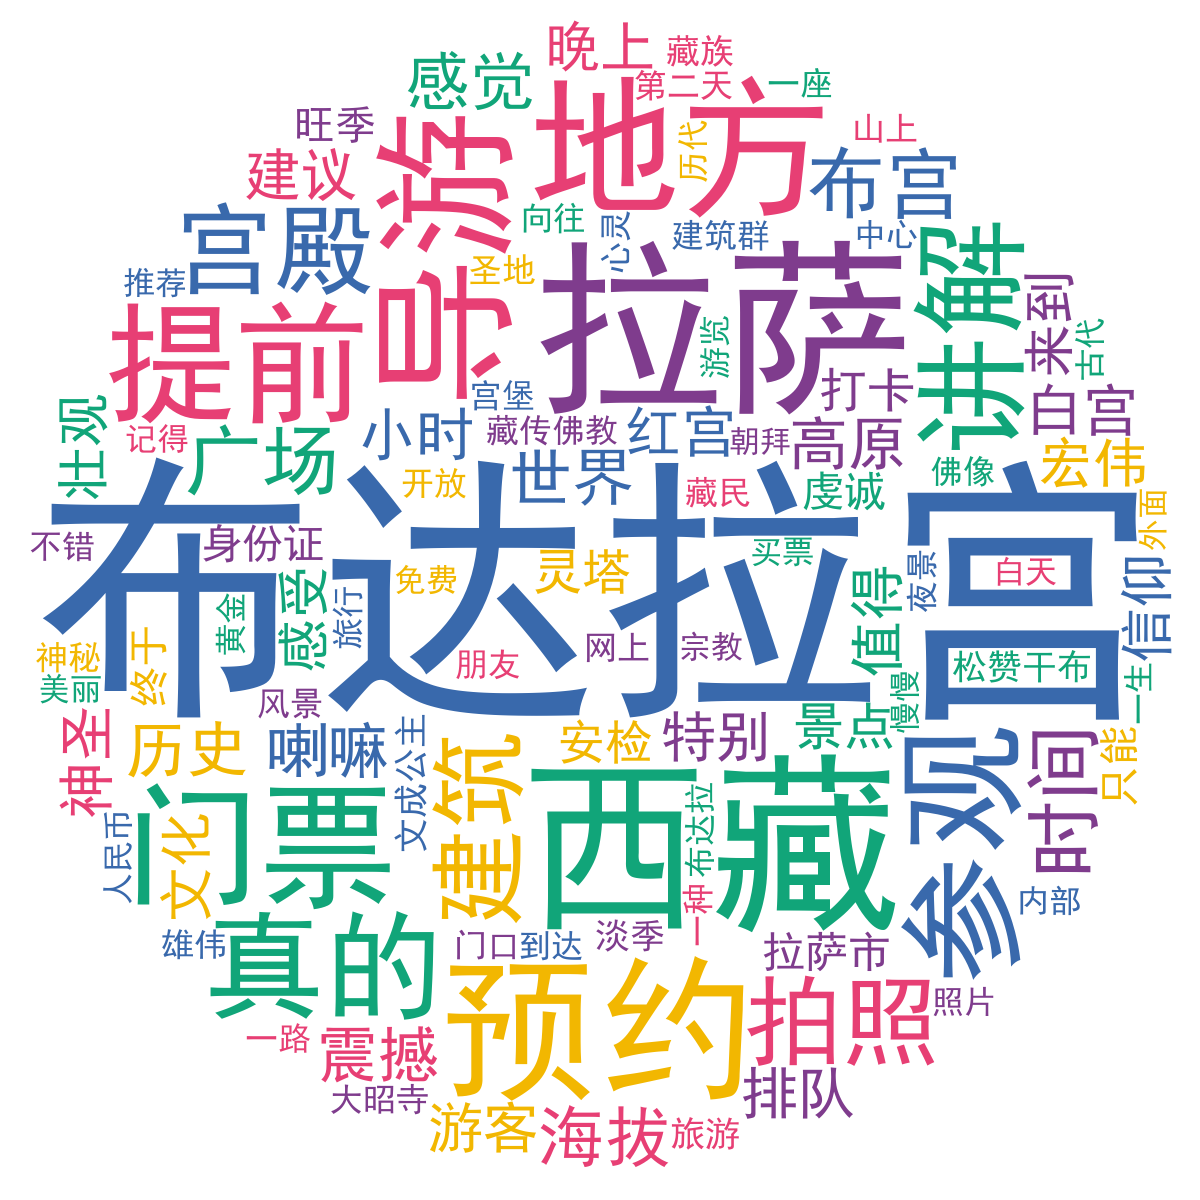 晚上
藏族
感觉
第二天
一座
地方
旺季
导游
历代
山上
建议
布宫
宫殿
向往
心灵
建筑群
中心
推荐
圣地
拉萨
讲解
来到
提前
游览
古代
打卡
宫堡
白宫
壮观
记得
广场
小时
藏传佛教
红宫
朝拜
高原
宏伟
世界
开放
藏民
虔诚
佛像
外面
布达拉宫
不错
身份证
灵塔
买票
夜景
白天
信仰
免费
感受
旅行
黄金
值得
神秘
美丽
终于
朋友
网上
宗教
松赞干布
一生
慢慢
风景
神圣
历史
喇嘛
文成公主
安检
特别
景点
参观
时间
只能
门票
建筑
西藏
布达拉
人民币
文化
一种
内部
雄伟
真的
门口
到达
淡季
拉萨市
预约
拍照
照片
一路
震撼
大昭寺
排队
游客
海拔
旅游